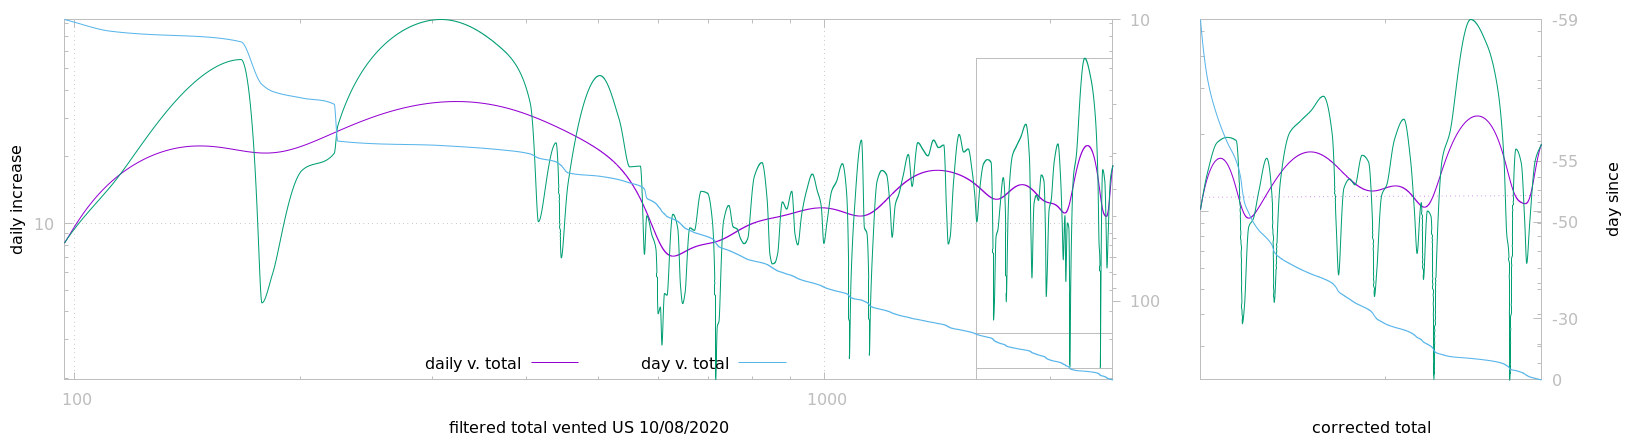 10
-59
daily increase
10
daily v. total
day v. total
100
-55
-50
-30
0
day since
100
1000
filtered total vented US 10/08/2020
corrected total